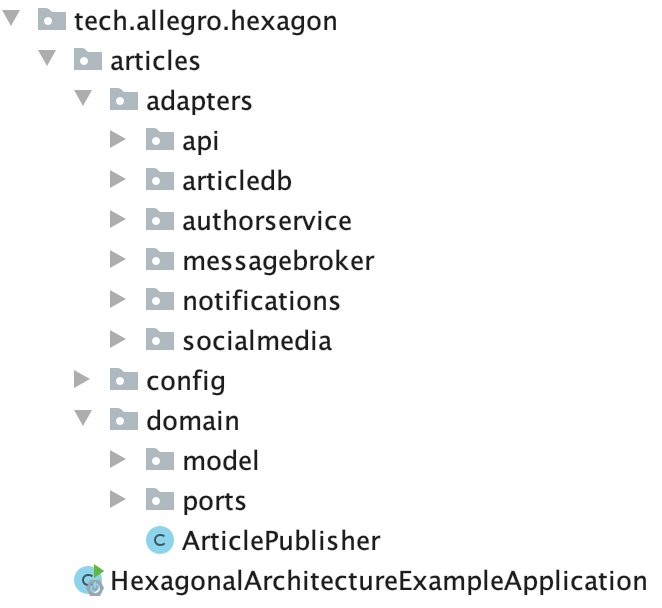 tech.allegro.hexagon
articles
adapters
api
articledb
authorservice
messagebroker
notifications
socialmedia
config
domain
model
ports
C ArticlePublisher
C HexagonalArchitectureExampleApplication